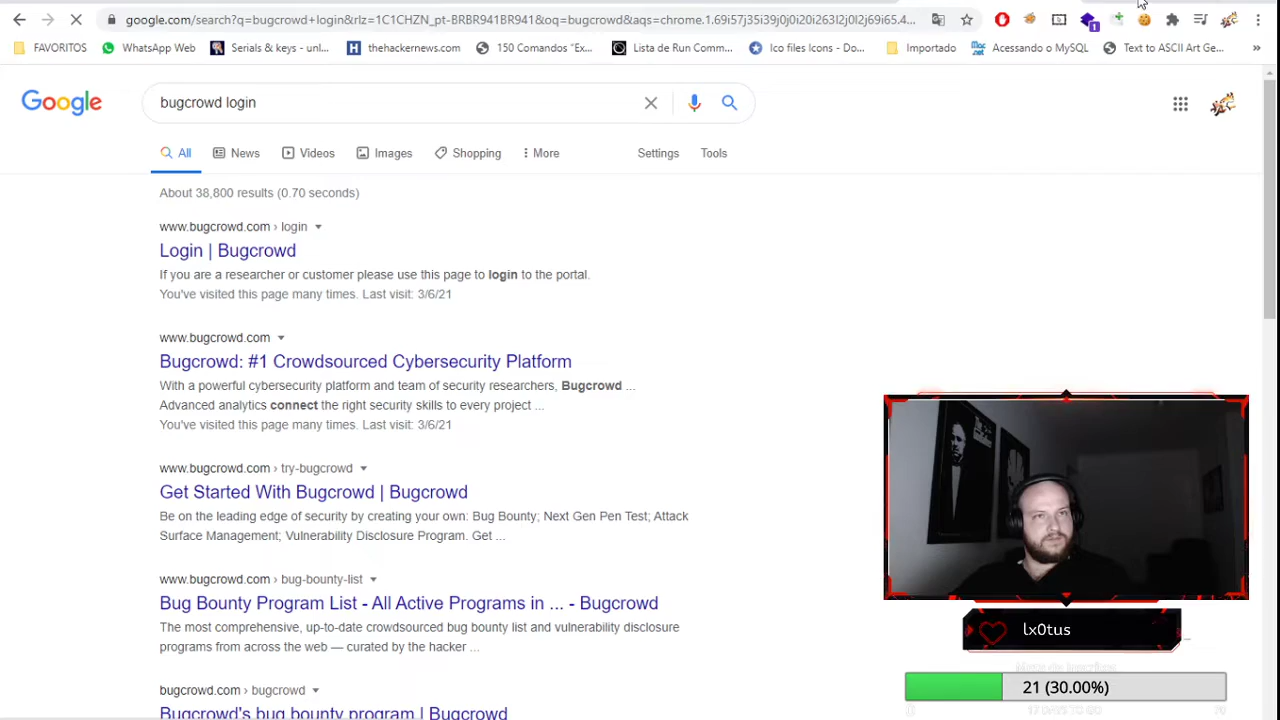 google.com/search?q=bugcrowd+login&rlz=1C1CHZN_pt-BRBR941BR941&oq=bugcrowd&aqs=chrome.1.69i57j35i39j0j0i20i263l2j0l2j69i65.4...
1
FAVORITOS WhatsApp Web Serials & keys - unl... thehackernews.com 150 Comandos “Ex... Lista de Run Comm... Ico files Icons - Do... Importado Acessando o MySQL Text to ASCII Art Ge... »
Google
bugcrowd login
All News Videos Images Shopping More Settings Tools
About 38,800 results (0.70 seconds)
www.bugcrowd.com › login
Login | Bugcrowd
If you are a researcher or customer please use this page to login to the portal.
You've visited this page many times. Last visit: 3/6/21
www.bugcrowd.com
Bugcrowd: #1 Crowdsourced Cybersecurity Platform
With a powerful cybersecurity platform and team of security researchers, Bugcrowd ...
Advanced analytics connect the right security skills to every project ...
You've visited this page many times. Last visit: 3/6/21
www.bugcrowd.com › try-bugcrowd
Get Started With Bugcrowd | Bugcrowd
Be on the leading edge of security by creating your own: Bug Bounty; Next Gen Pen Test; Attack
Surface Management; Vulnerability Disclosure Program. Get ...
www.bugcrowd.com › bug-bounty-list
Bug Bounty Program List - All Active Programs in ... - Bugcrowd
The most comprehensive, up-to-date crowdsourced bug bounty list and vulnerability disclosure
programs from across the web — curated by the hacker ...
bugcrowd.com › bugcrowd
Bugcrowd's bug bounty program | Bugcrowd
lx0tus
21 (30.00%)